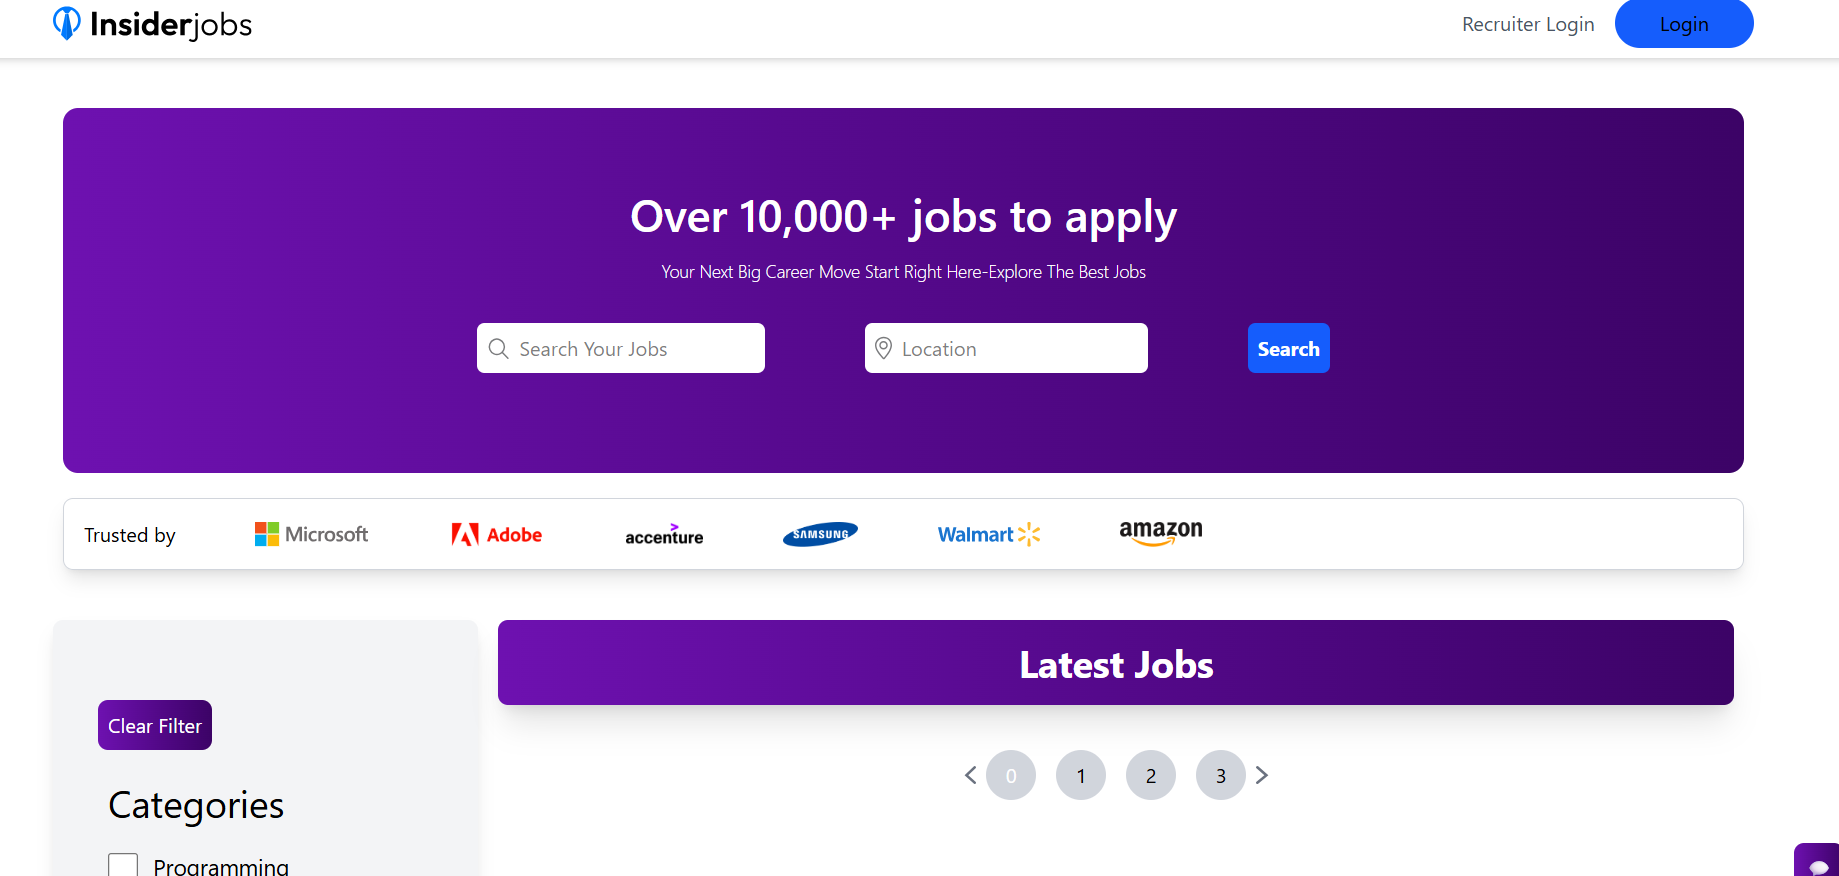 Insiderjobs
Recruiter Login
Login
Over 10,000+ jobs to apply
Your Next Big Career Move Start Right Here-Explore The Best Jobs
Search Your Jobs
Location
Search
Trusted by
Microsoft
Adobe
accenture
SAMSUNG
Walmart
amazon
Latest Jobs
Clear Filter
0 1 2 3
Categories
Programming